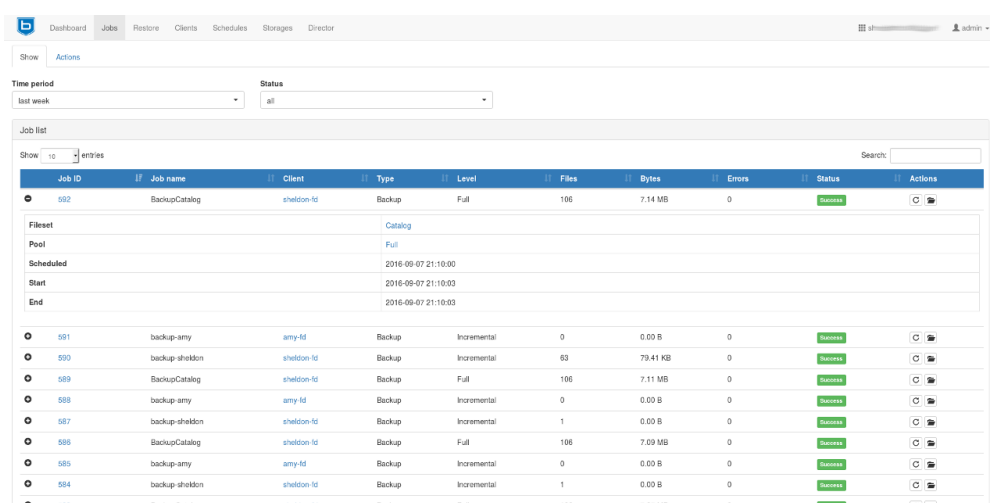 Dashboard Jobs Restore Clients Schedules Storages Director admin
Show Actions
Time period Status
last week all
Job list
Show 10 entries Search:
Job ID Job name Client Type Level Files Bytes Errors Status Actions
592 BackupCatalog sheldon-fd Backup Full 106 7.14 MB 0 Success
Fileset Catalog
Pool Full
Scheduled 2016-09-07 21:10:00
Start 2016-09-07 21:10:03
End 2016-09-07 21:10:03
591 backup-amy amy-fd Backup Incremental 0 0.00 B 0 Success
590 backup-sheldon sheldon-fd Backup Incremental 63 79.41 KB 0 Success
589 BackupCatalog sheldon-fd Backup Full 106 7.11 MB 0 Success
588 backup-amy amy-fd Backup Incremental 0 0.00 B 0 Success
587 backup-sheldon sheldon-fd Backup Incremental 1 0.00 B 0 Success
586 BackupCatalog sheldon-fd Backup Full 106 7.09 MB 0 Success
585 backup-amy amy-fd Backup Incremental 0 0.00 B 0 Success
584 backup-sheldon sheldon-fd Backup Incremental 1 0.00 B 0 Success